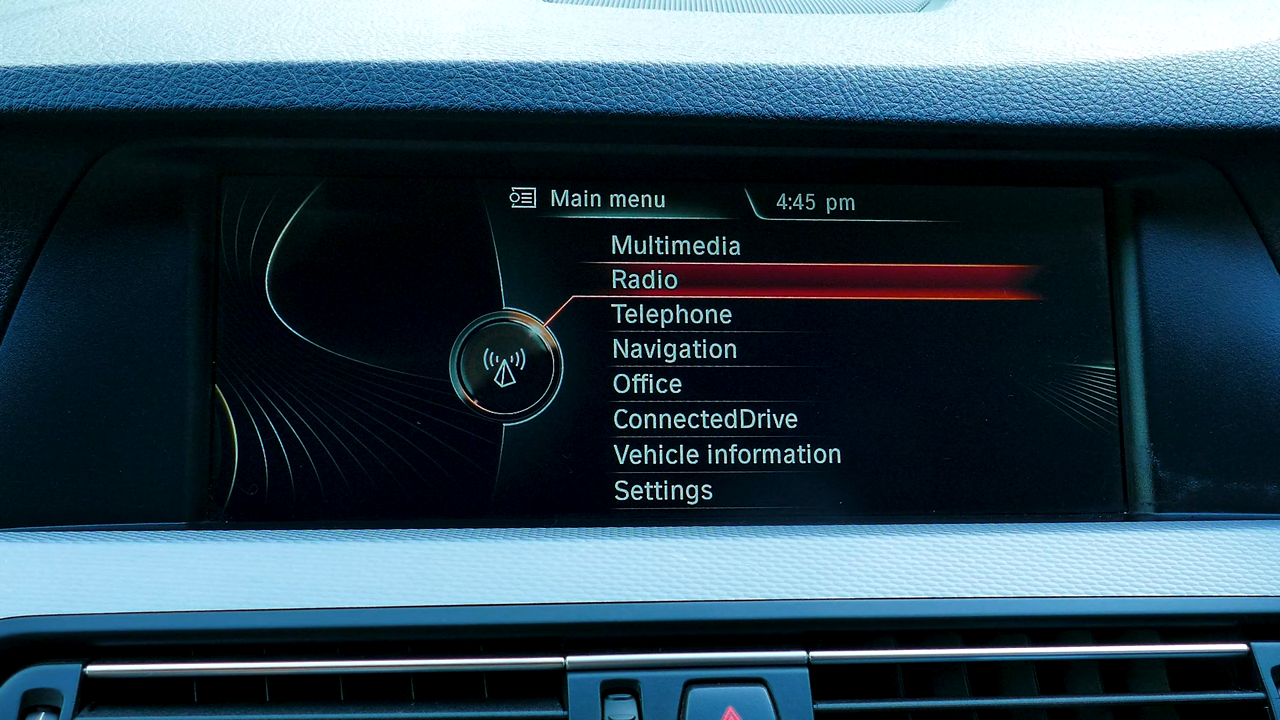 Main menu
4:45 pm
Multimedia
Radio
Telephone
Navigation
Office
ConnectedDrive
Vehicle information
Settings